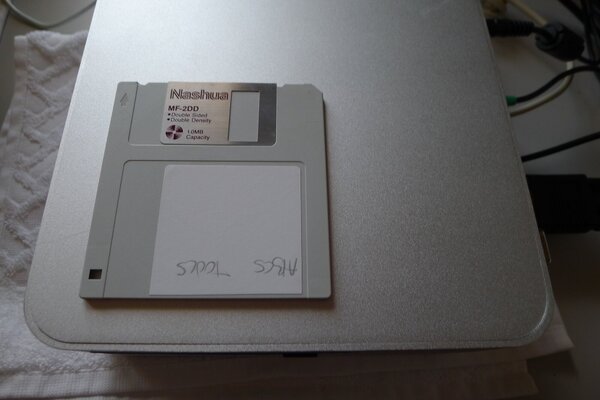 Nashua
MF-2DD
•Double Sided
•Double Density
1.0MB
Capacity
TOOLS